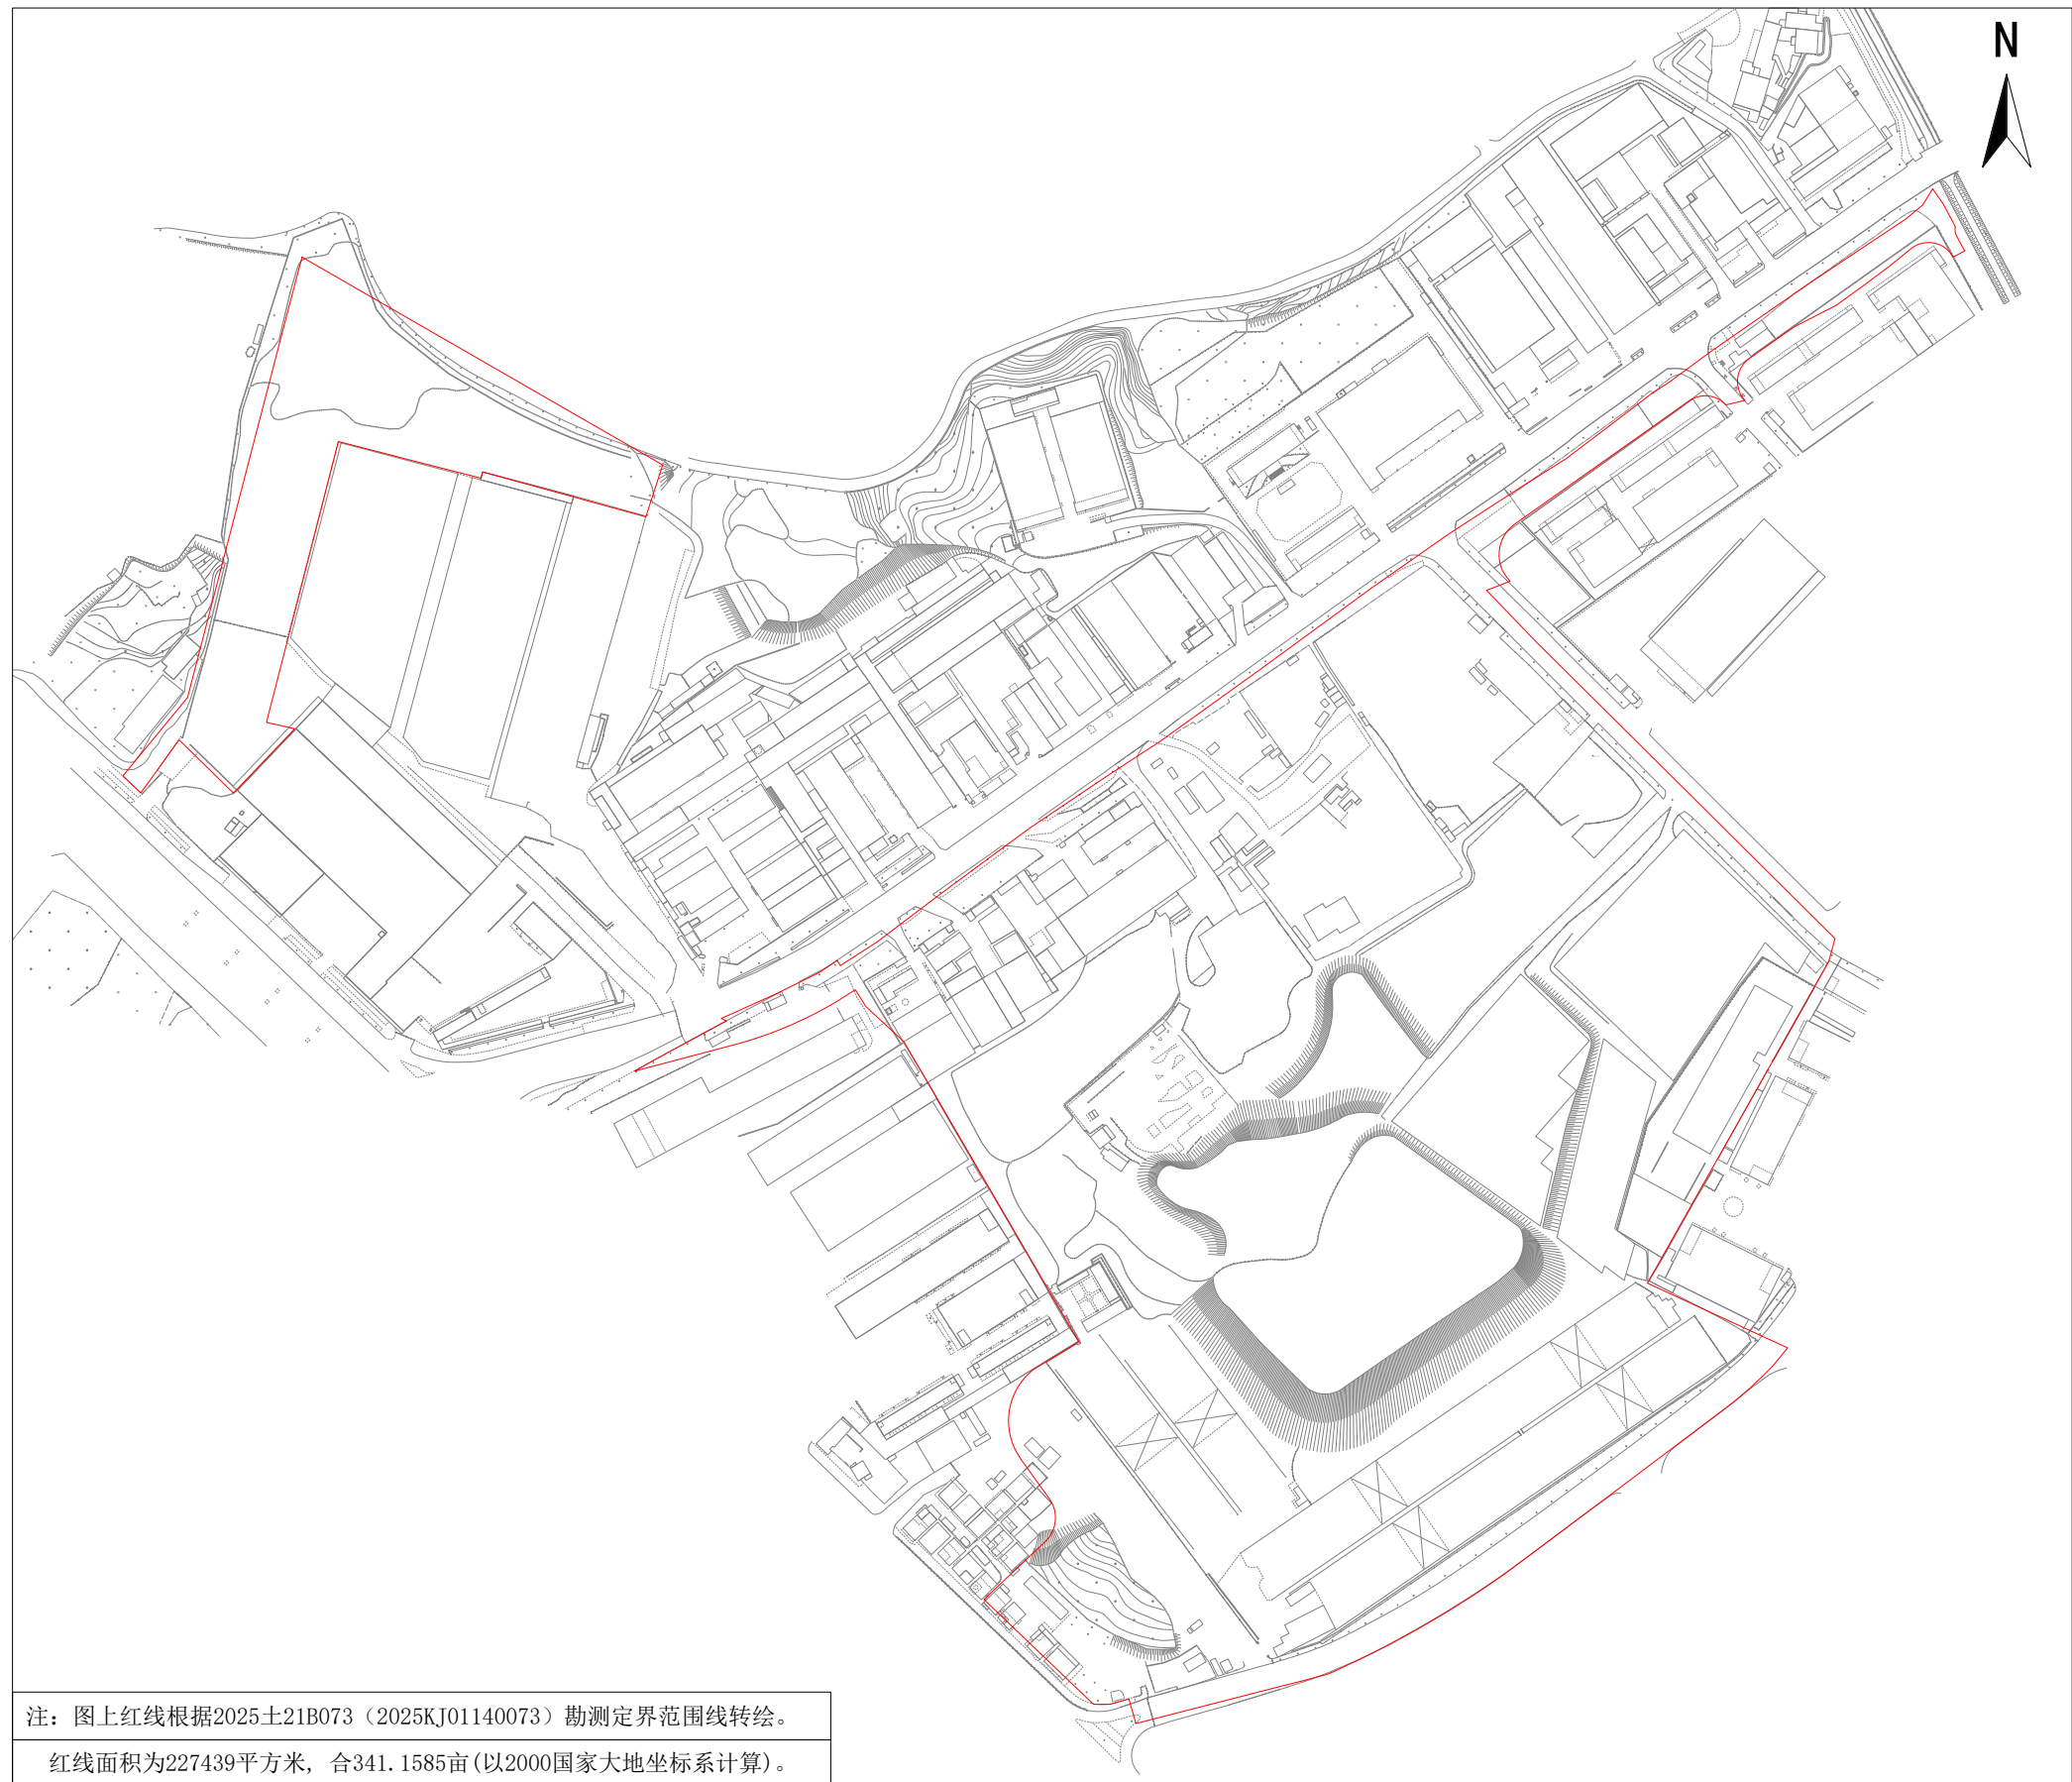 N
注：图上红线根据2025土21B073（2025KJ01140073）勘测定界范围线转绘。
红线面积为227439平方米，合341.1585亩(以2000国家大地坐标系计算)。